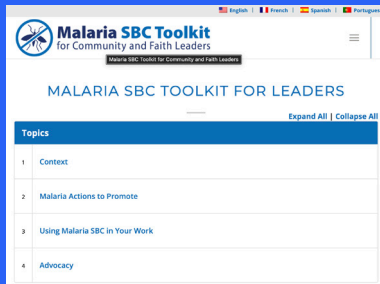 English | French | Spanish | Portugues
Malaria SBC Toolkit
for Community and Faith Leaders
Malaria SBC Toolkit for Community and Faith Leaders
MALARIA SBC TOOLKIT FOR LEADERS
Expand All | Collapse All
Topics
1 Context
2 Malaria Actions to Promote
3 Using Malaria SBC in Your Work
4 Advocacy